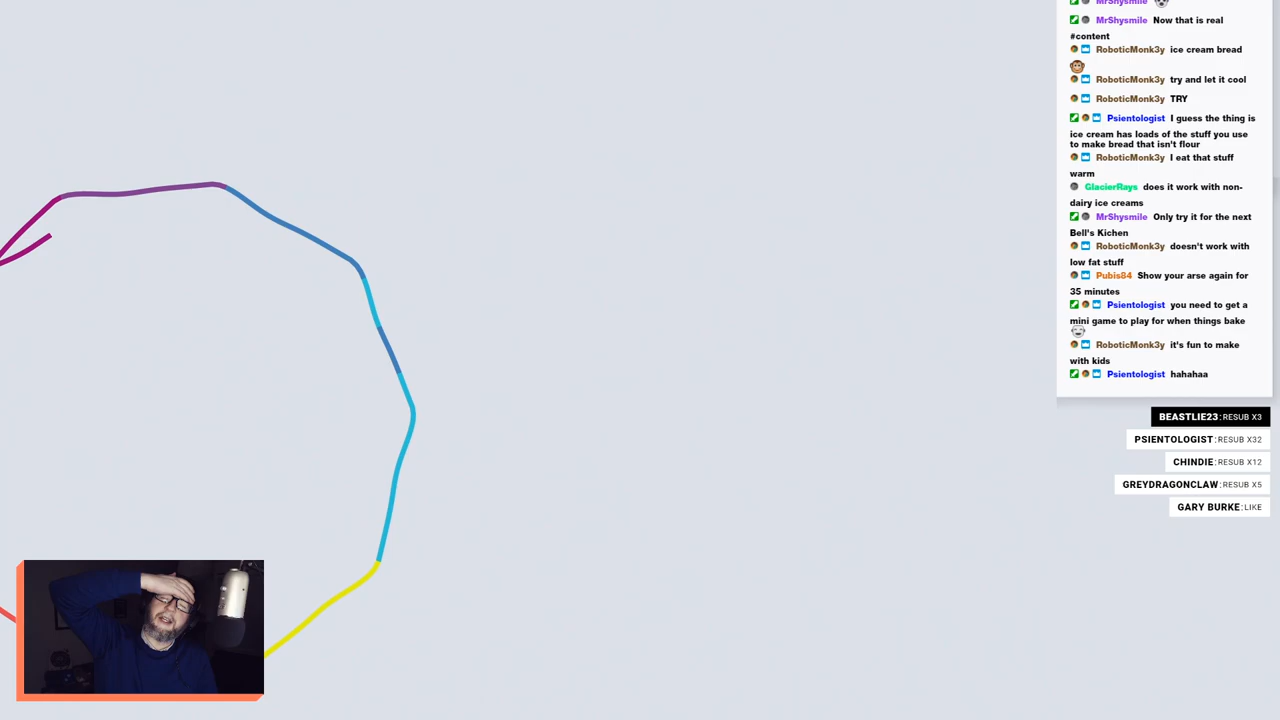 MrShysmile
MrShysmile Now that is real
#content
RoboticMonk3y ice cream bread
RoboticMonk3y try and let it cool
RoboticMonk3y TRY
Psientologist I guess the thing is
ice cream has loads of the stuff you use
to make bread that isn't flour
RoboticMonk3y I eat that stuff
warm
GlacierRays does it work with non-
dairy ice creams
MrShysmile Only try it for the next
Bell's Kichen
RoboticMonk3y doesn't work with
low fat stuff
Pubis84 Show your arse again for
35 minutes
Psientologist you need to get a
mini game to play for when things bake
RoboticMonk3y it's fun to make
with kids
Psientologist hahahaa
BEASTLIE23: RESUB X3
PSIENTOLOGIST: RESUB X32
CHINDIE: RESUB X12
GREYDRAGONCLAW: RESUB X5
GARY BURKE: LIKE